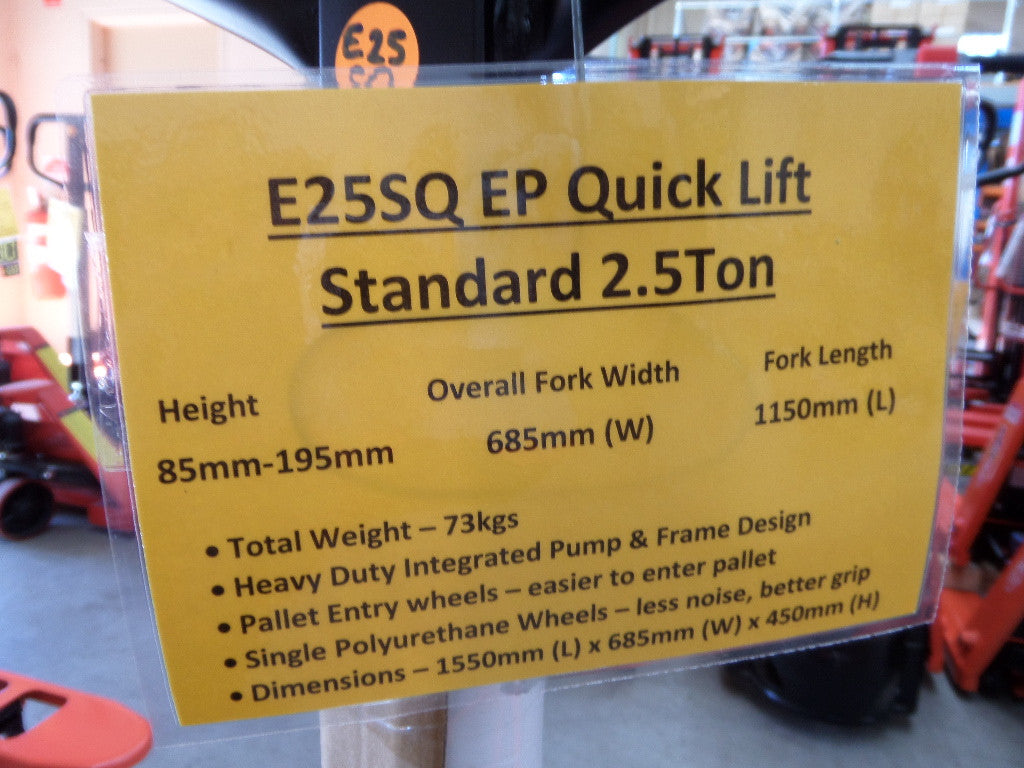 E25
SQ
E25SQ EP Quick Lift
Standard 2.5Ton
Height Overall Fork Width Fork Length
85mm-195mm 685mm (W) 1150mm (L)
• Total Weight – 73kgs
• Heavy Duty Integrated Pump & Frame Design
• Pallet Entry wheels – easier to enter pallet
• Single Polyurethane Wheels – less noise, better grip
• Dimensions – 1550mm (L) x 685mm (W) x 450mm (H)